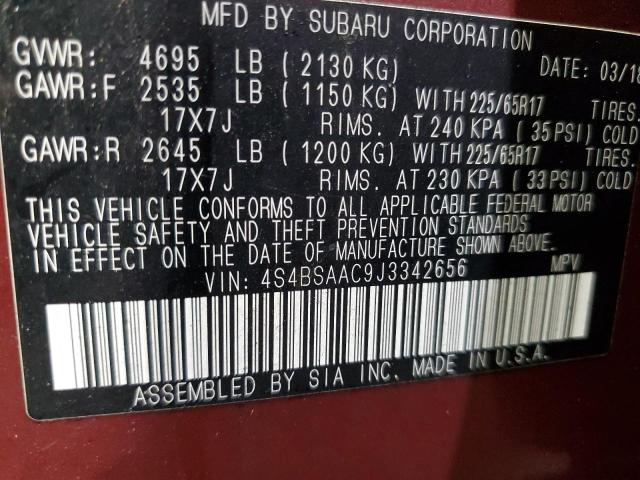 MFD BY SUBARU CORPORATION
GVWR: 4695 LB ( 2130 KG) DATE: 03/18
GAWR:F 2535 LB ( 1150 KG) WITH 225/65R17 TIRES.
17X7J RIMS. AT 240 KPA ( 35 PSI) COLD
GAWR:R 2645 LB ( 1200 KG) WITH 225/65R17 TIRES.
17X7J RIMS. AT 230 KPA ( 33 PSI) COLD
THIS VEHICLE CONFORMS TO ALL APPLICABLE FEDERAL MOTOR
VEHICLE SAFETY AND THEFT PREVENTION STANDARDS
IN EFFECT ON THE DATE OF MANUFACTURE SHOWN ABOVE.
VIN: 4S4BSAAC9J3342656 MPV
ASSEMBLED BY SIA INC. MADE IN U.S.A.